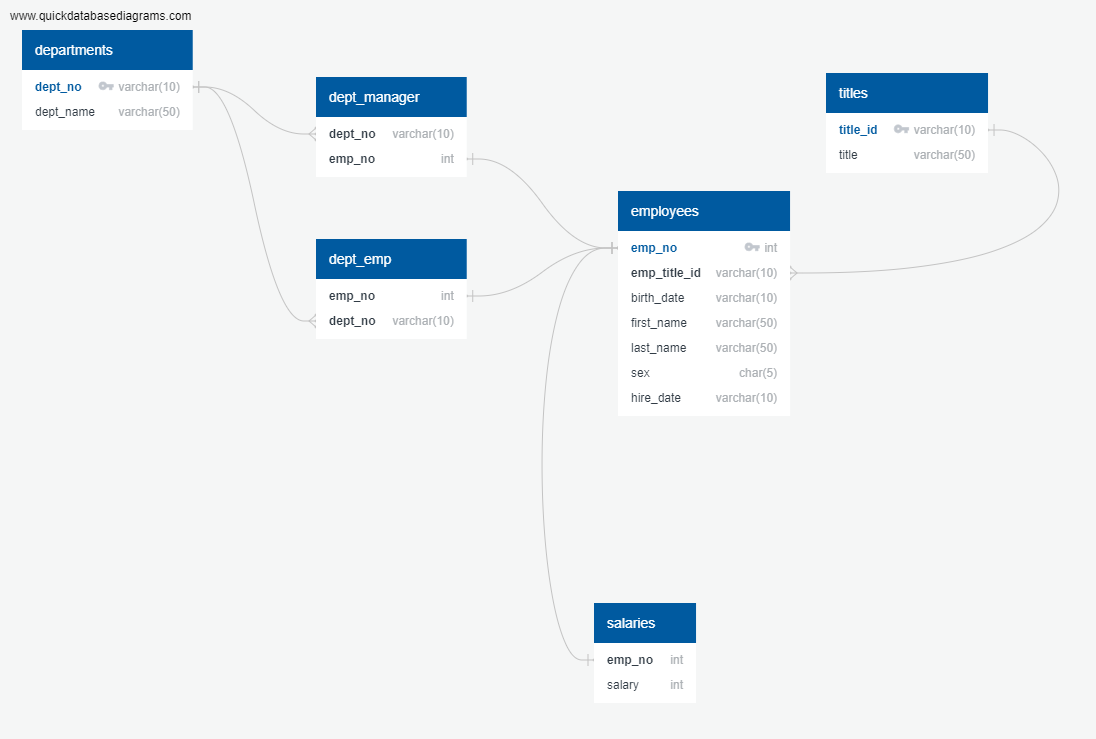 www.quickdatabasediagrams.com
departments
dept_no varchar(10)
dept_name varchar(50)
dept_manager
dept_no varchar(10)
emp_no int
dept_emp
emp_no int
dept_no varchar(10)
titles
title_id varchar(10)
title varchar(50)
employees
emp_no int
emp_title_id varchar(10)
birth_date varchar(10)
first_name varchar(50)
last_name varchar(50)
sex char(5)
hire_date varchar(10)
salaries
emp_no int
salary int